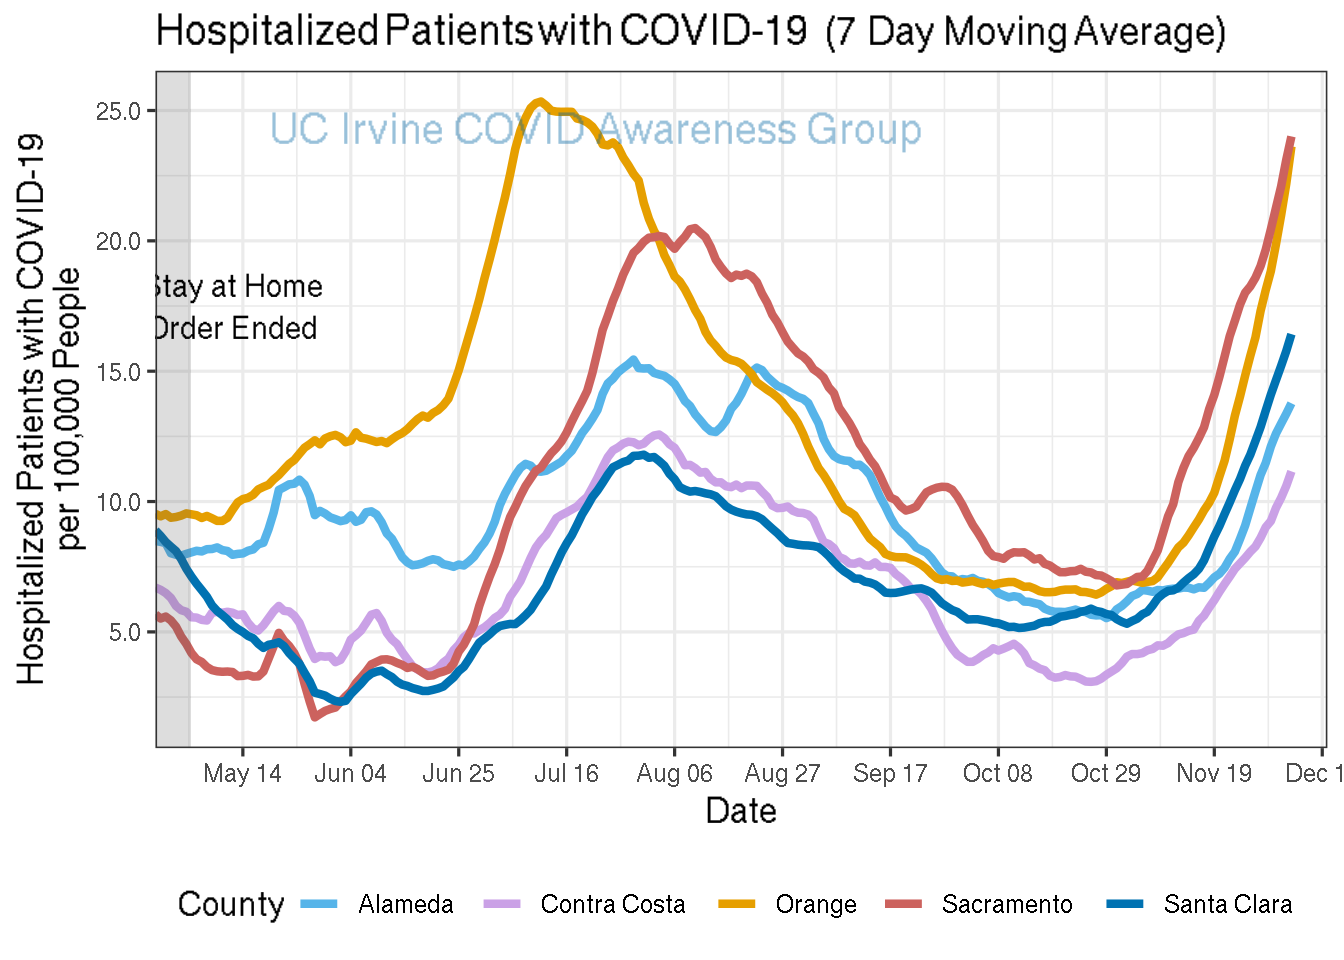 Hospitalized Patients with COVID-19 (7 Day Moving Average)
Hospitalized Patients with COVID-19
per 100,000 People
25.0
20.0
15.0
10.0
5.0
UC Irvine COVID Awareness Group
Stay at Home
Order Ended
May 14 Jun 04 Jun 25 Jul 16 Aug 06 Aug 27 Sep 17 Oct 08 Oct 29 Nov 19 Dec 1
Date
County Alameda Contra Costa Orange Sacramento Santa Clara